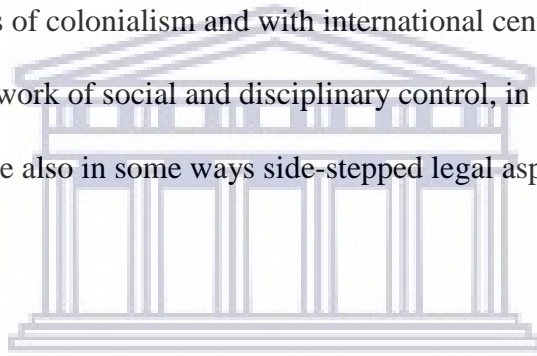 s of colonialism and with international cen
work of social and disciplinary control, in
e also in some ways side-stepped legal asp